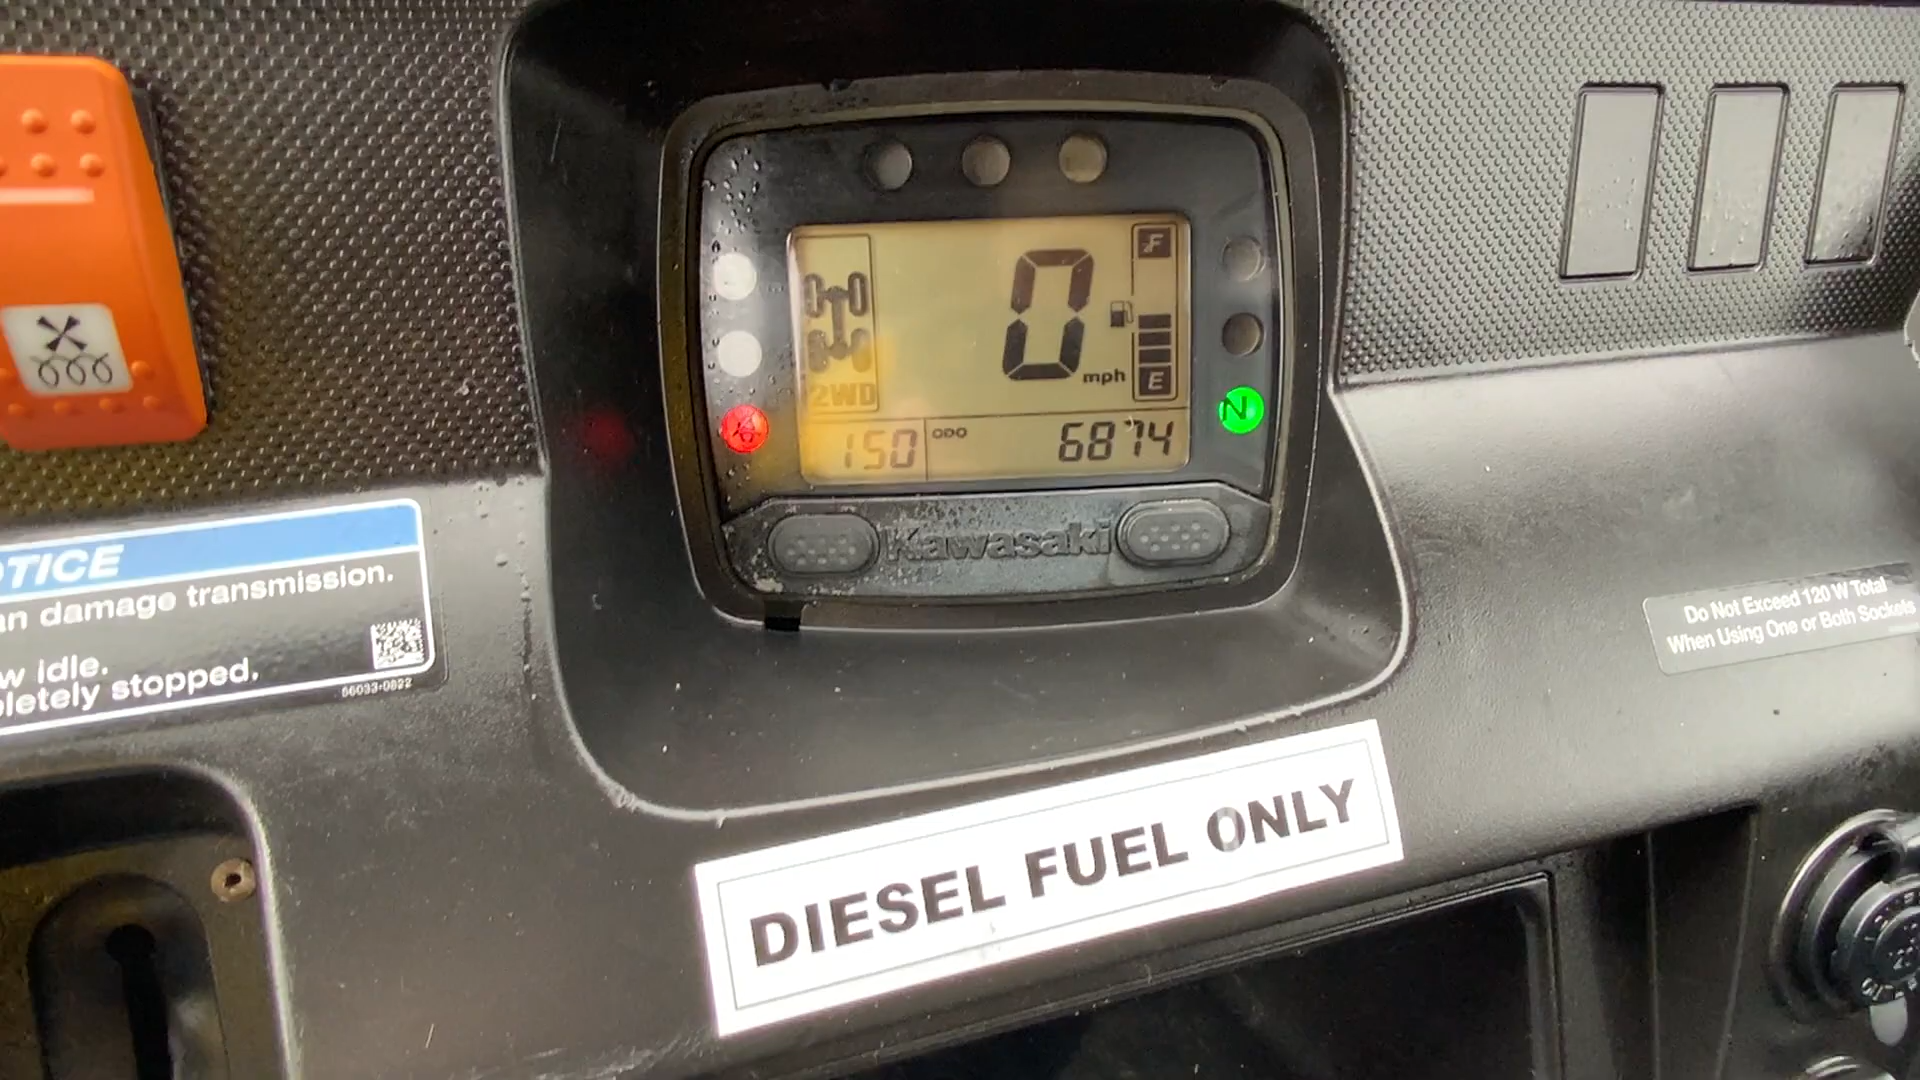 F
0
mph
E
2WD
150
ODO
6874
N
Kawasaki
OTICE
an damage transmission.
w idle.
pletely stopped.
56033-0822
Do Not Exceed 120 W Total
When Using One or Both Sockets
DIESEL FUEL ONLY